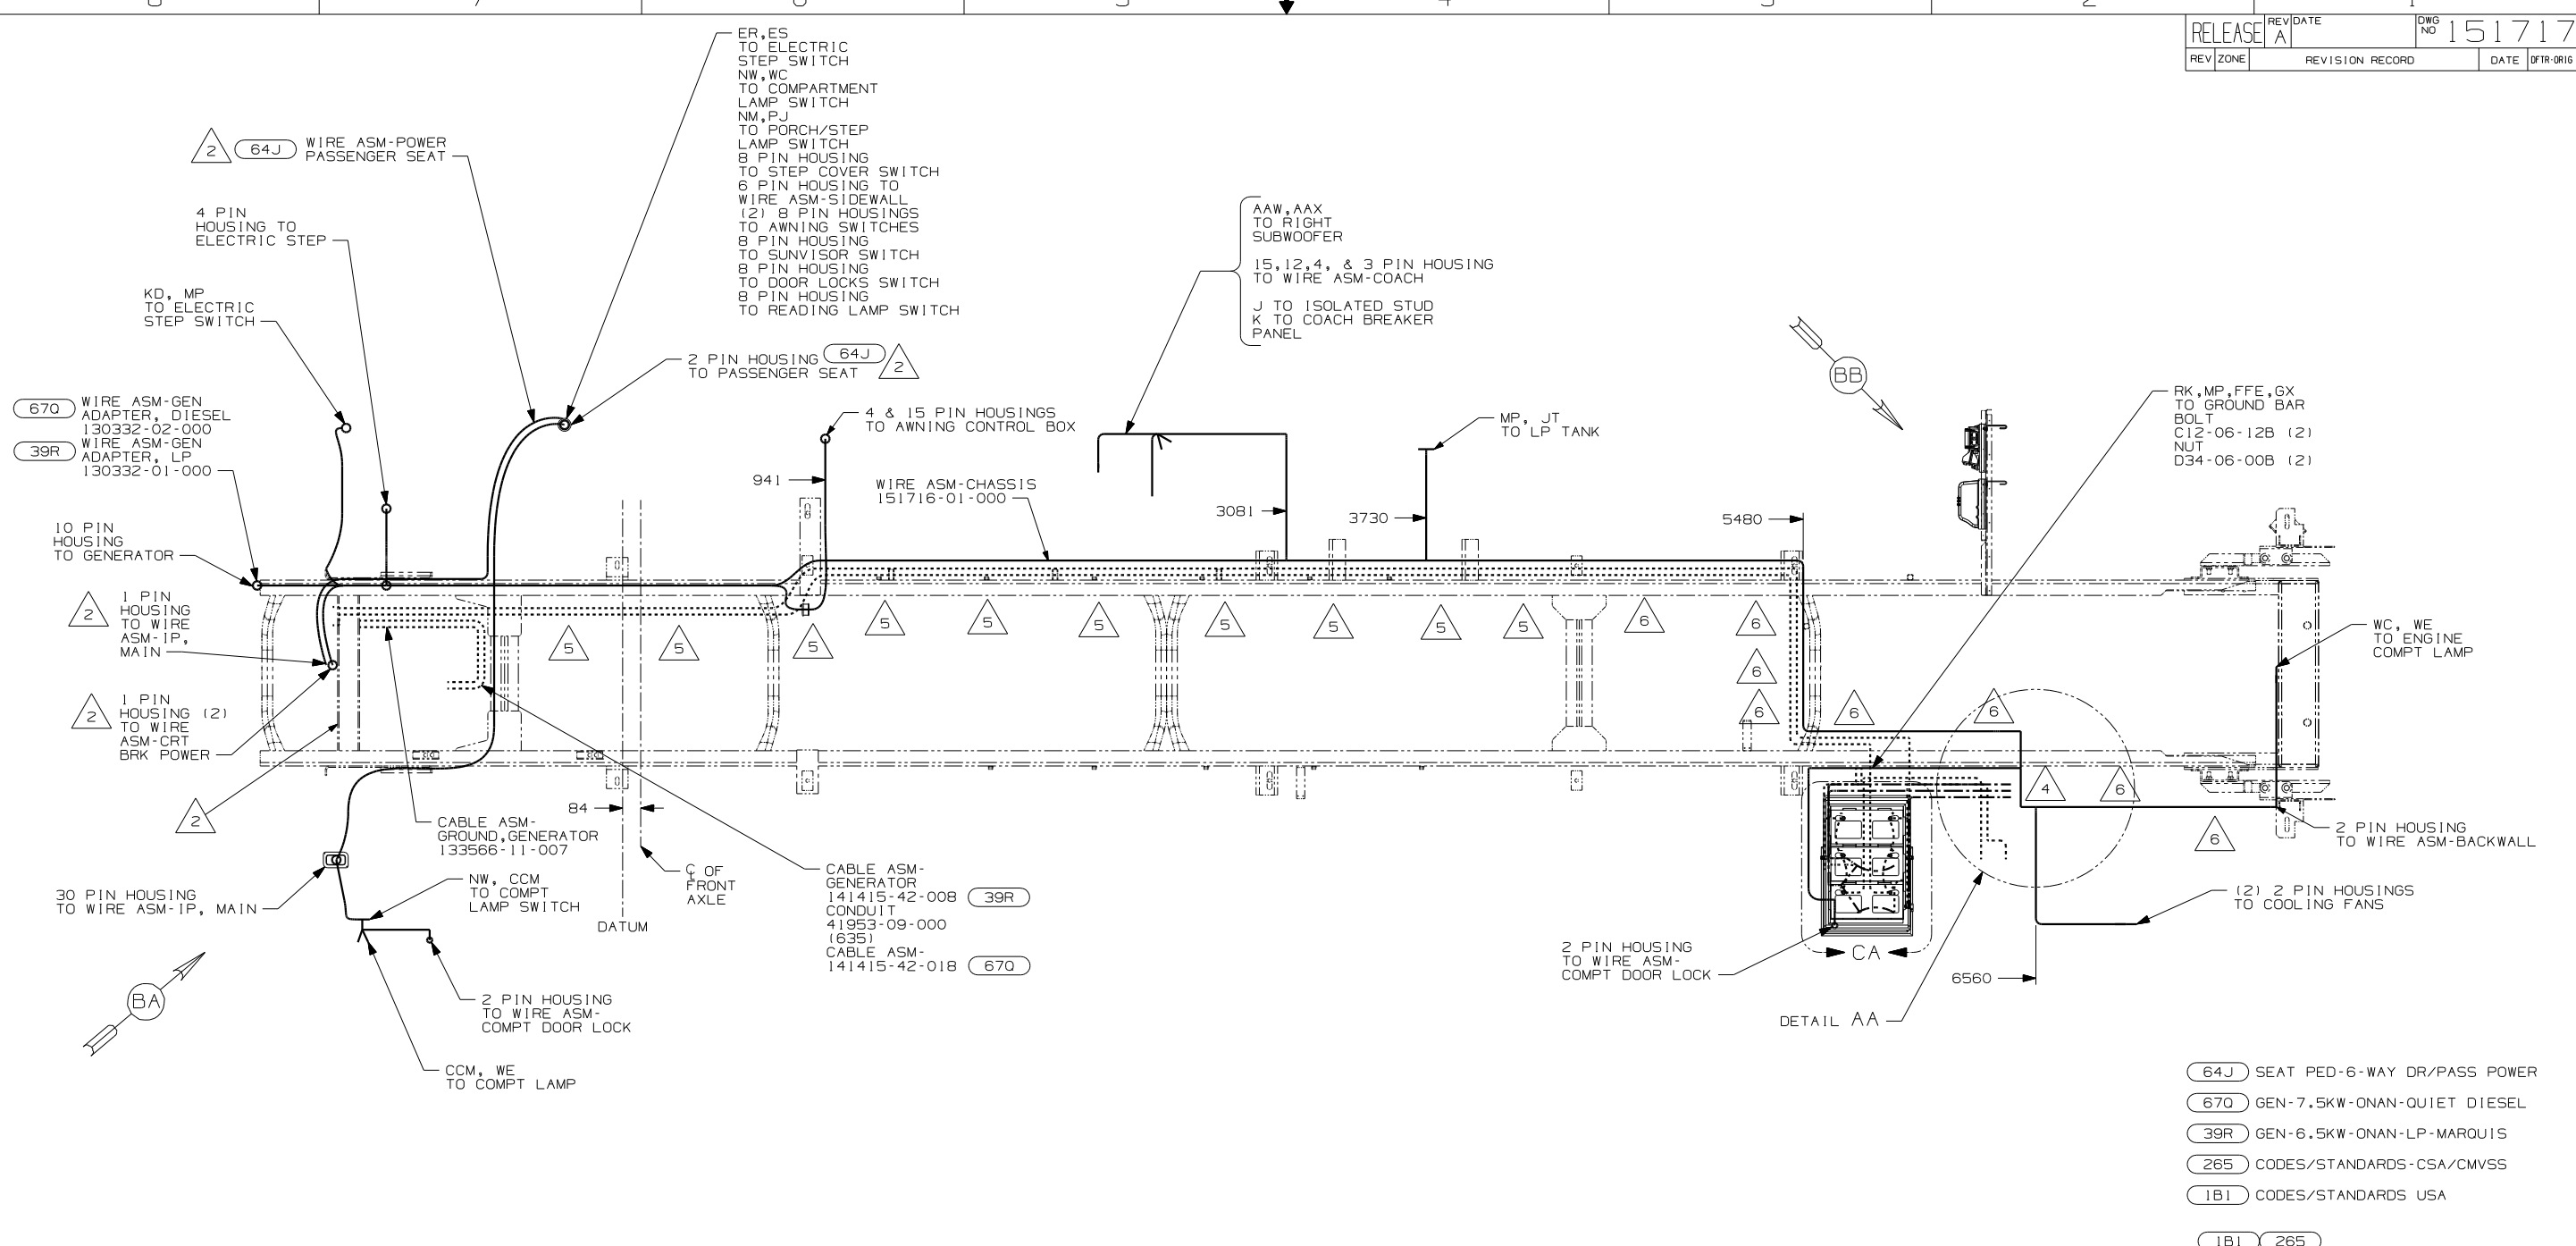 RELEASE
REV
A
DATE
DWG
NO
151717
REV
ZONE
REVISION RECORD
DATE
DFTR-ORIG
ER,ES
TO ELECTRIC
STEP SWITCH
NW,WC
TO COMPARTMENT
LAMP SWITCH
NM,PJ
TO PORCH/STEP
LAMP SWITCH
8 PIN HOUSING
TO STEP COVER SWITCH
6 PIN HOUSING TO
WIRE ASM-SIDEWALL
(2) 8 PIN HOUSINGS
TO AWNING SWITCHES
8 PIN HOUSING
TO SUNVISOR SWITCH
8 PIN HOUSING
TO DOOR LOCKS SWITCH
8 PIN HOUSING
TO READING LAMP SWITCH
2
64J
WIRE ASM-POWER
PASSENGER SEAT
4 PIN
HOUSING TO
ELECTRIC STEP
KD, MP
TO ELECTRIC
STEP SWITCH
67Q
WIRE ASM-GEN
ADAPTER, DIESEL
130332-02-000
39R
WIRE ASM-GEN
ADAPTER, LP
130332-01-000
10 PIN
HOUSING
TO GENERATOR
2
1 PIN
HOUSING
TO WIRE
ASM-IP,
MAIN
2
1 PIN
HOUSING (2)
TO WIRE
ASM-CRT
BRK POWER
2
2 PIN HOUSING
TO PASSENGER SEAT
64J
2
4 & 15 PIN HOUSINGS
TO AWNING CONTROL BOX
941
WIRE ASM-CHASSIS
151716-01-000
AAW,AAX
TO RIGHT
SUBWOOFER
15,12,4, & 3 PIN HOUSING
TO WIRE ASM-COACH
J TO ISOLATED STUD
K TO COACH BREAKER
PANEL
3081
3730
MP, JT
TO LP TANK
5480
BB
RK,MP,FFE,GX
TO GROUND BAR
BOLT
C12-06-12B (2)
NUT
D34-06-00B (2)
5
5
5
5
5
5
5
5
5
5
6
6
6
6
6
6
4
6
6
WC, WE
TO ENGINE
COMPT LAMP
2 PIN HOUSING
TO WIRE ASM-BACKWALL
(2) 2 PIN HOUSINGS
TO COOLING FANS
6560
DETAIL AA
CA
2 PIN HOUSING
TO WIRE ASM-
COMPT DOOR LOCK
84
DATUM
℄ OF
FRONT
AXLE
CABLE ASM-
GROUND,GENERATOR
133566-11-007
CABLE ASM-
GENERATOR
141415-42-008
39R
CONDUIT
41953-09-000
(635)
CABLE ASM-
141415-42-018
67Q
30 PIN HOUSING
TO WIRE ASM-IP, MAIN
NW, CCM
TO COMPT
LAMP SWITCH
2 PIN HOUSING
TO WIRE ASM-
COMPT DOOR LOCK
CCM, WE
TO COMPT LAMP
BA
64J SEAT PED-6-WAY DR/PASS POWER
67Q GEN-7.5KW-ONAN-QUIET DIESEL
39R GEN-6.5KW-ONAN-LP-MARQUIS
265 CODES/STANDARDS-CSA/CMVSS
1B1 CODES/STANDARDS USA
1B1 265